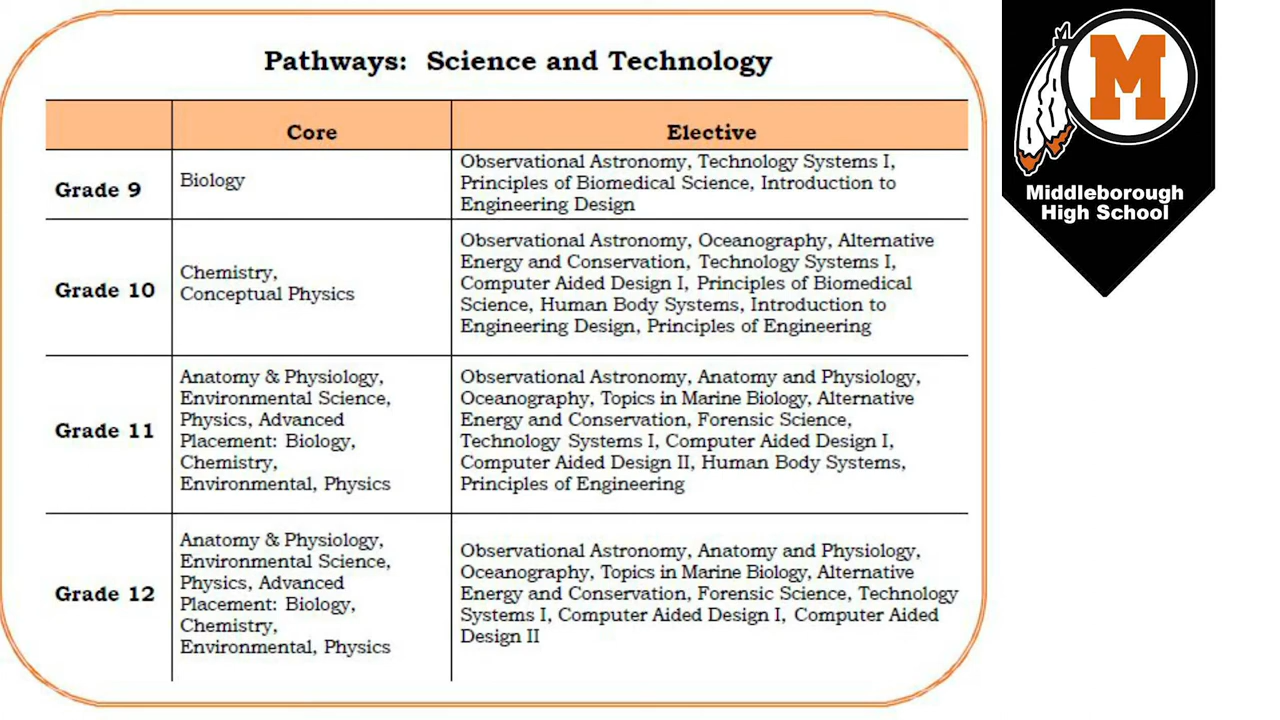 Pathways: Science and Technology
Core
Elective
Grade 9
Biology
Observational Astronomy, Technology Systems I,
Principles of Biomedical Science, Introduction to
Engineering Design
Grade 10
Chemistry,
Conceptual Physics
Observational Astronomy, Oceanography, Alternative
Energy and Conservation, Technology Systems I,
Computer Aided Design I, Principles of Biomedical
Science, Human Body Systems, Introduction to
Engineering Design, Principles of Engineering
Grade 11
Anatomy & Physiology,
Environmental Science,
Physics, Advanced
Placement: Biology,
Chemistry,
Environmental, Physics
Observational Astronomy, Anatomy and Physiology,
Oceanography, Topics in Marine Biology, Alternative
Energy and Conservation, Forensic Science,
Technology Systems I, Computer Aided Design I,
Computer Aided Design II, Human Body Systems,
Principles of Engineering
Grade 12
Anatomy & Physiology,
Environmental Science,
Physics, Advanced
Placement: Biology,
Chemistry,
Environmental, Physics
Observational Astronomy, Anatomy and Physiology,
Oceanography, Topics in Marine Biology, Alternative
Energy and Conservation, Forensic Science, Technology
Systems I, Computer Aided Design I, Computer Aided
Design II
M
Middleborough
High School